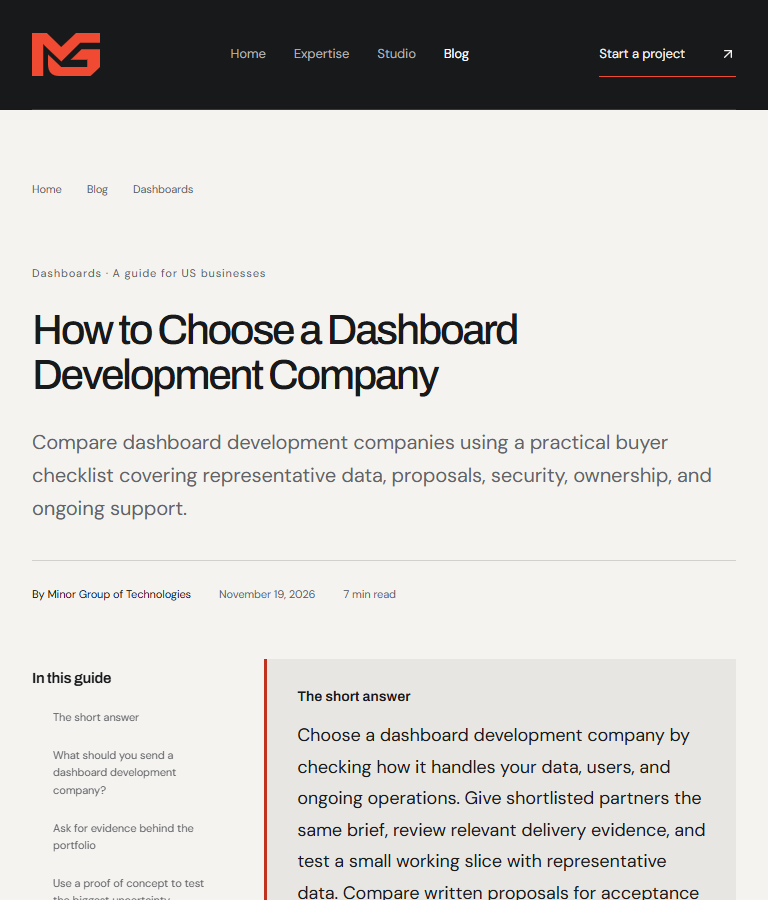 MG
Home
Expertise
Studio
Blog
Start a project
Home
Blog
Dashboards
Dashboards · A guide for US businesses
How to Choose a Dashboard
Development Company
Compare dashboard development companies using a practical buyer
checklist covering representative data, proposals, security, ownership, and
ongoing support.
By Minor Group of Technologies
November 19, 2026
7 min read
In this guide
The short answer
What should you send a
dashboard development
company?
Ask for evidence behind the
portfolio
Use a proof of concept to test
the biggest uncertainty
The short answer
Choose a dashboard development company by
checking how it handles your data, users, and
ongoing operations. Give shortlisted partners the
same brief, review relevant delivery evidence, and
test a small working slice with representative
data. Compare written proposals for acceptance